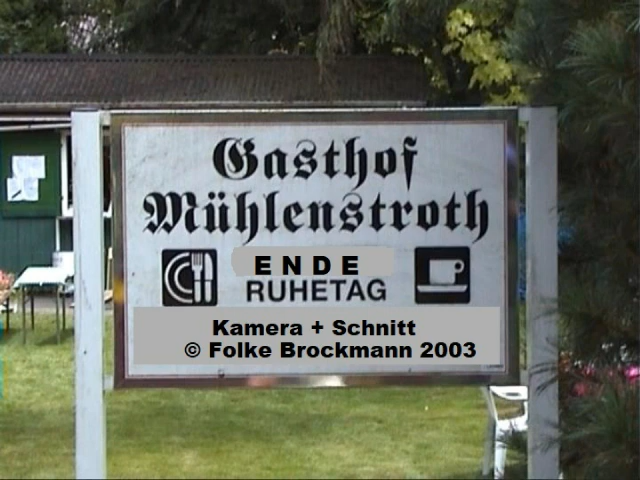 Gasthof
Mühlenstroth
ENDE
RUHETAG
Kamera + Schnitt
© Folke Brockmann 2003